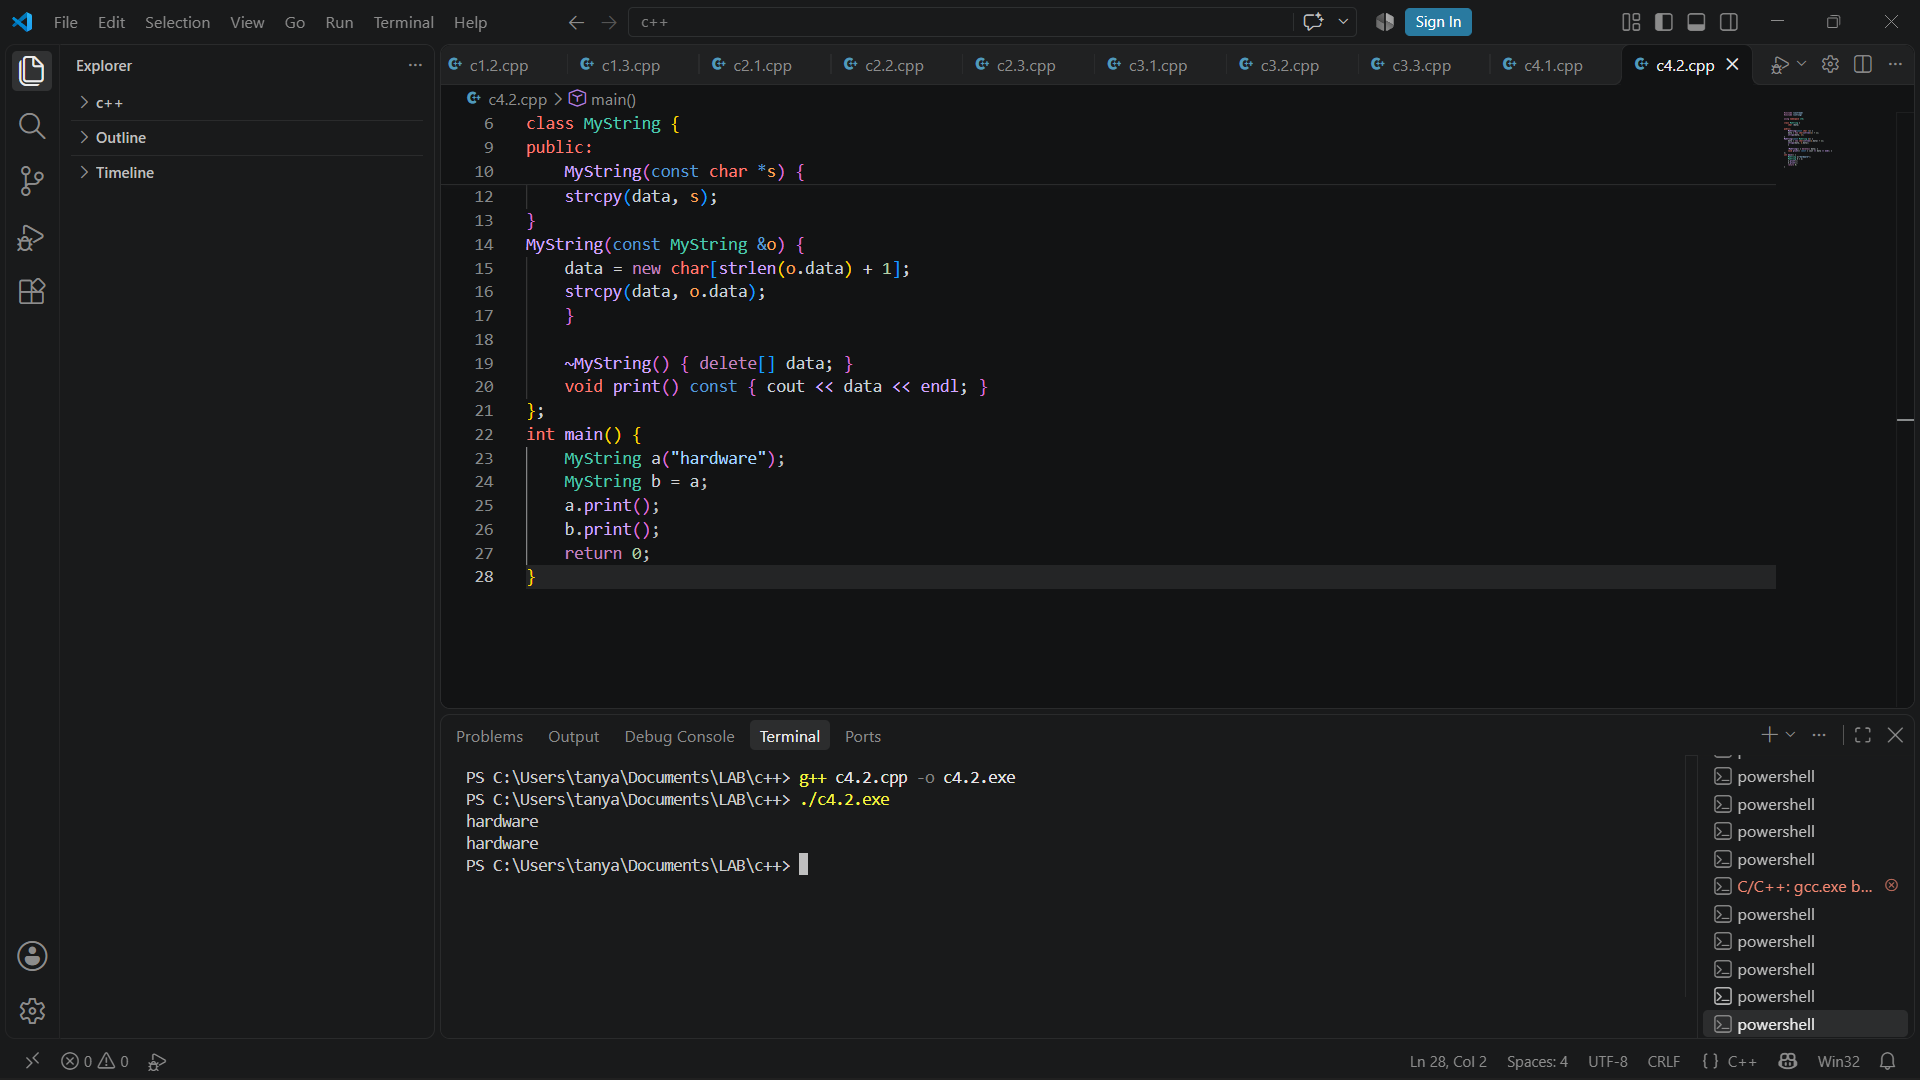 File Edit Selection View Go Run Terminal Help c++ Sign In
Explorer
c++
Outline
Timeline
c1.2.cpp c1.3.cpp c2.1.cpp c2.2.cpp c2.3.cpp c3.1.cpp c3.2.cpp c3.3.cpp c4.1.cpp c4.2.cpp
c4.2.cpp > main()
6 class MyString {
9 public:
10 MyString(const char *s) {
12 strcpy(data, s);
13 }
14 MyString(const MyString &o) {
15 data = new char[strlen(o.data) + 1];
16 strcpy(data, o.data);
17 }
18
19 ~MyString() { delete[] data; }
20 void print() const { cout << data << endl; }
21 };
22 int main() {
23 MyString a("hardware");
24 MyString b = a;
25 a.print();
26 b.print();
27 return 0;
28 }
Problems Output Debug Console Terminal Ports
PS C:\Users\tanya\Documents\LAB\c++> g++ c4.2.cpp -o c4.2.exe
PS C:\Users\tanya\Documents\LAB\c++> ./c4.2.exe
hardware
hardware
PS C:\Users\tanya\Documents\LAB\c++>
powershell
powershell
powershell
powershell
C/C++: gcc.exe b...
powershell
powershell
powershell
powershell
powershell
0 0 Ln 28, Col 2 Spaces: 4 UTF-8 CRLF { } C++ Win32